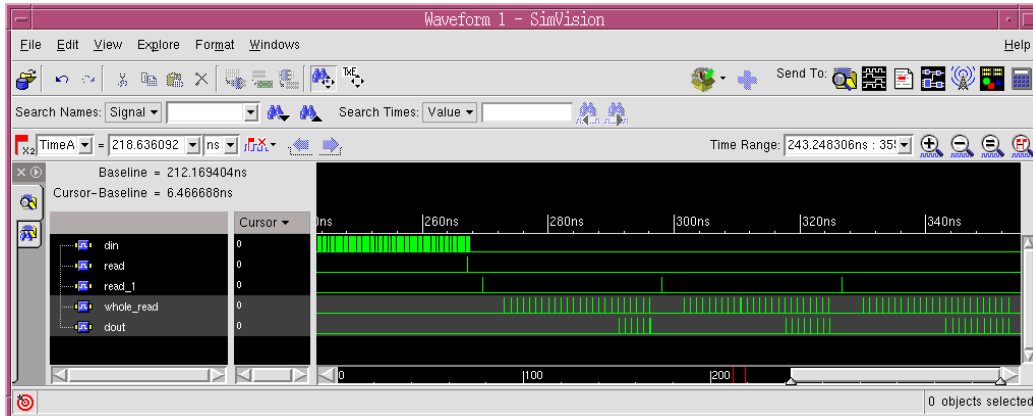 Waveform 1 - SimVision
File Edit View Explore Format Windows Help
TxE Send To:
Search Names: Signal Search Times: Value
x2 TimeA = 218.636092 ns Time Range: 243.248306ns : 35
Baseline = 212.169404ns
Cursor-Baseline = 6.466688ns
Cursor 0ns 260ns 280ns 300ns 320ns 340ns
din 0
read 0
read_1 0
whole_read 0
dout 0
0 100 200
0 objects selected